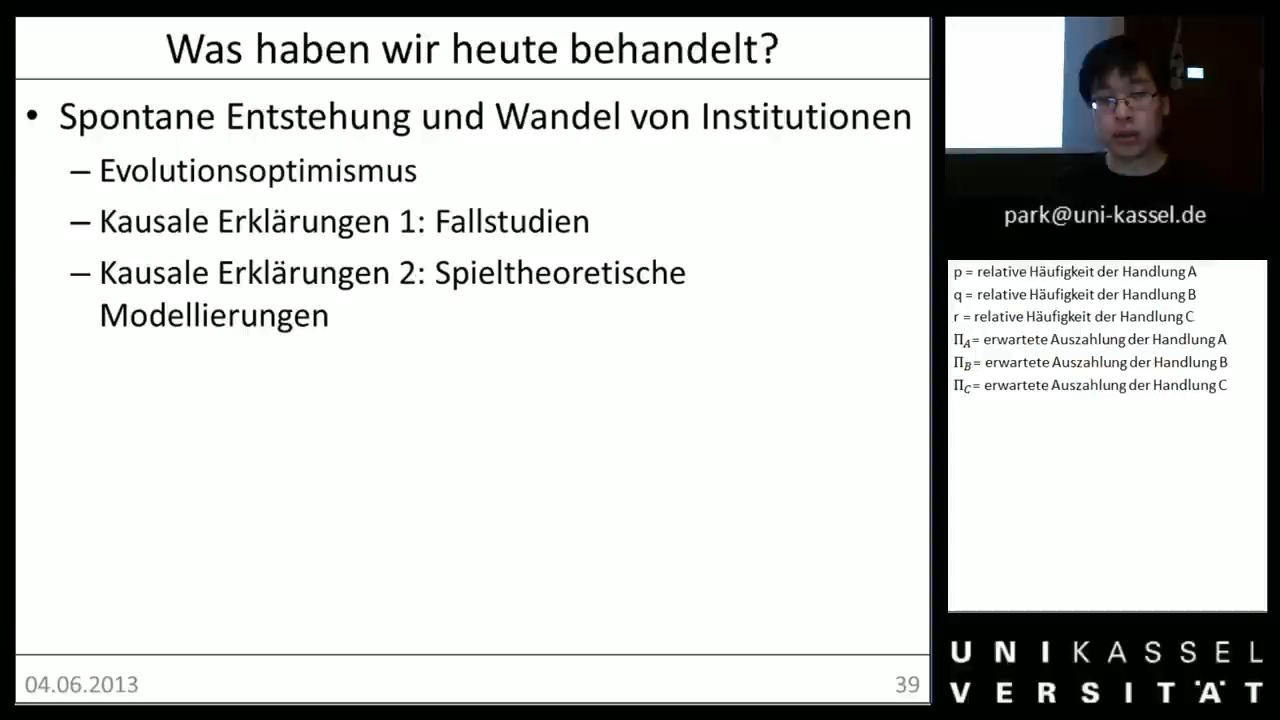 Was haben wir heute behandelt?
• Spontane Entstehung und Wandel von Institutionen
– Evolutionsoptimismus
– Kausale Erklärungen 1: Fallstudien
– Kausale Erklärungen 2: Spieltheoretische
Modellierungen
04.06.2013
39
park@uni-kassel.de
p = relative Häufigkeit der Handlung A
q = relative Häufigkeit der Handlung B
r = relative Häufigkeit der Handlung C
Π_A = erwartete Auszahlung der Handlung A
Π_B = erwartete Auszahlung der Handlung B
Π_C = erwartete Auszahlung der Handlung C
UNIKASSEL
VERSITÄT